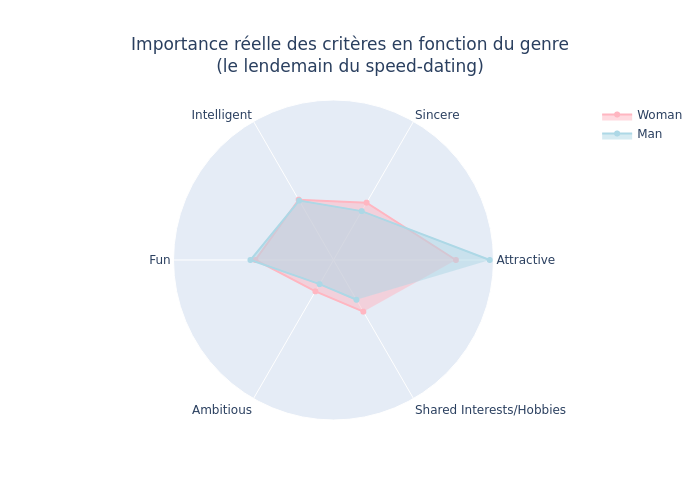 Importance réelle des critères en fonction du genre
(le lendemain du speed-dating)
Intelligent
Sincere
Woman
Man
Fun
Attractive
Ambitious
Shared Interests/Hobbies